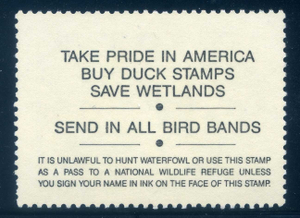 TAKE PRIDE IN AMERICA
BUY DUCK STAMPS
SAVE WETLANDS
SEND IN ALL BIRD BANDS
IT IS UNLAWFUL TO HUNT WATERFOWL OR USE THIS STAMP
AS A PASS TO A NATIONAL WILDLIFE REFUGE UNLESS
YOU SIGN YOUR NAME IN INK ON THE FACE OF THIS STAMP.